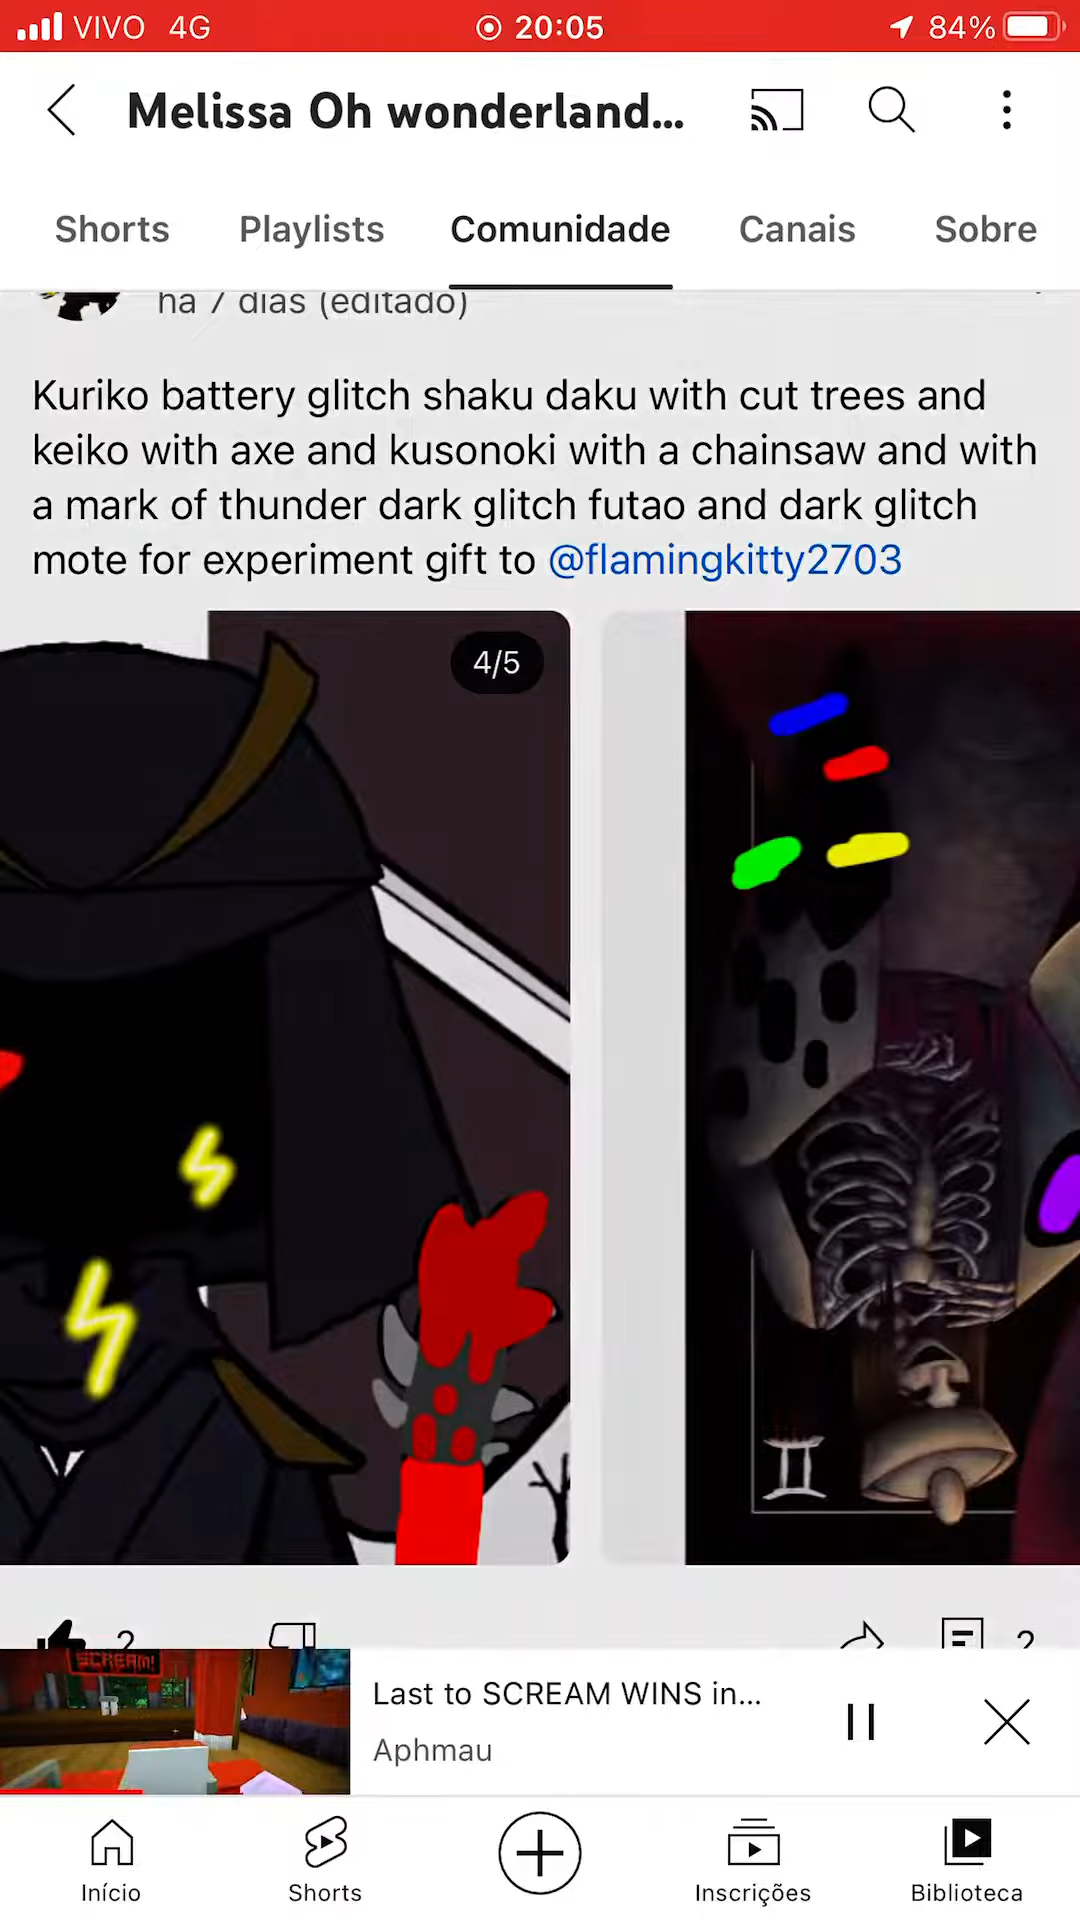 VIVO 4G 20:05 84%
Melissa Oh wonderland...
Shorts Playlists Comunidade Canais Sobre
há 7 dias (editado)
Kuriko battery glitch shaku daku with cut trees and
keiko with axe and kusonoki with a chainsaw and with
a mark of thunder dark glitch futao and dark glitch
mote for experiment gift to @flamingkitty2703
4/5
2 2
SCREAM!
Last to SCREAM WINS in...
Aphmau
Início Shorts Inscrições Biblioteca